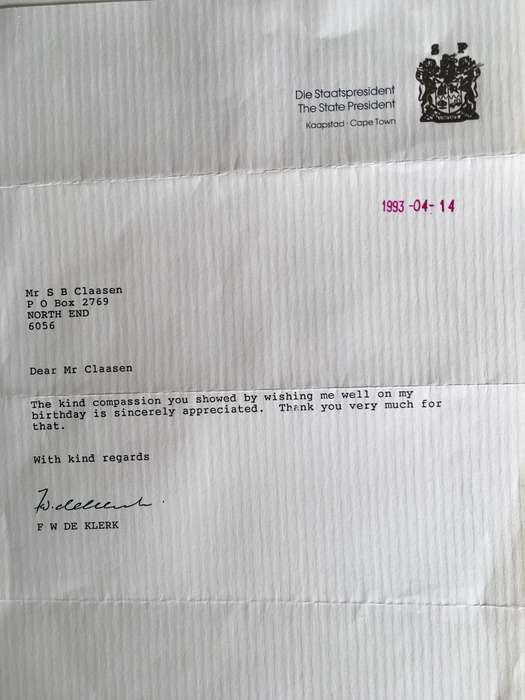 S P
Die Staatspresident
The State President
Kaapstad · Cape Town
1993 -04- 14
Mr S B Claasen
P O Box 2769
NORTH END
6056
Dear Mr Claasen
The kind compassion you showed by wishing me well on my
birthday is sincerely appreciated. Thank you very much for
that.
With kind regards
F W DE KLERK